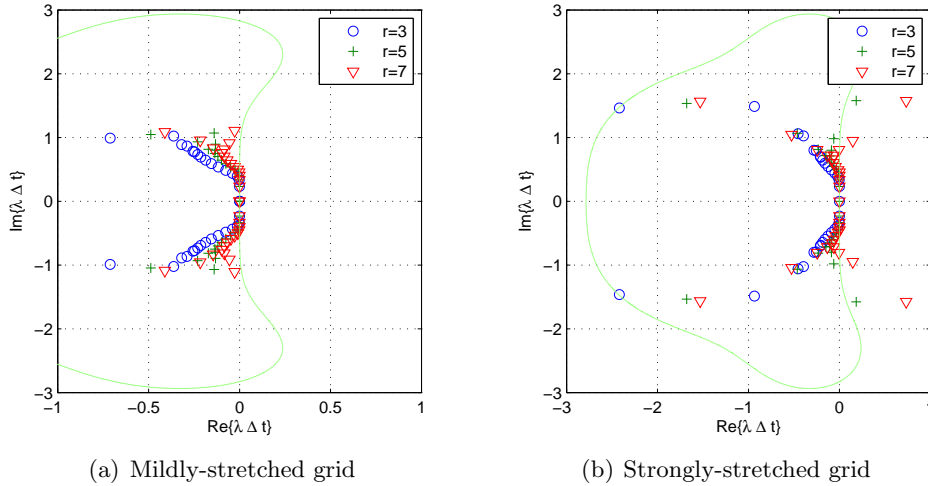 3
2
1
0
−1
−2
−3
−1
−0.5
0
0.5
1
Im{λ Δ t}
Re{λ Δ t}
r=3
r=5
r=7
(a) Mildly-stretched grid
3
2
1
0
−1
−2
−3
−3
−2
−1
0
Im{λ Δ t}
Re{λ Δ t}
r=3
r=5
r=7
(b) Strongly-stretched grid